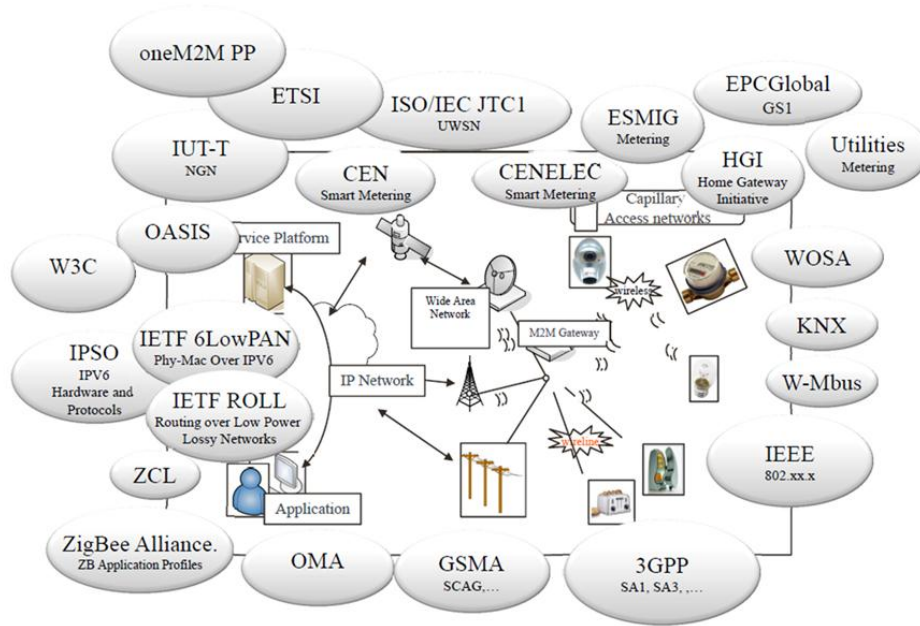 oneM2M PP
ETSI
ISO/IEC JTC1
UWSN
ESMIG
Metering
EPCGlobal
GS1
Utilities
Metering
IUT-T
NGN
CEN
Smart Metering
CENELEC
Smart Metering
HGI
Home Gateway
Initiative
Capillary
Access networks
OASIS
rvice Platform
W3C
WOSA
Wide Area
Network
wireless
M2M Gateway
IETF 6LowPAN
Phy-Mac Over IPV6
KNX
IPSO
IPV6
Hardware and
Protocols
IP Network
W-Mbus
IETF ROLL
Routing over Low Power
Lossy Networks
wireline
IEEE
802.xx.x
ZCL
Application
ZigBee Alliance.
ZB Application Profiles
OMA
GSMA
SCAG,…
3GPP
SA1, SA3, ,…